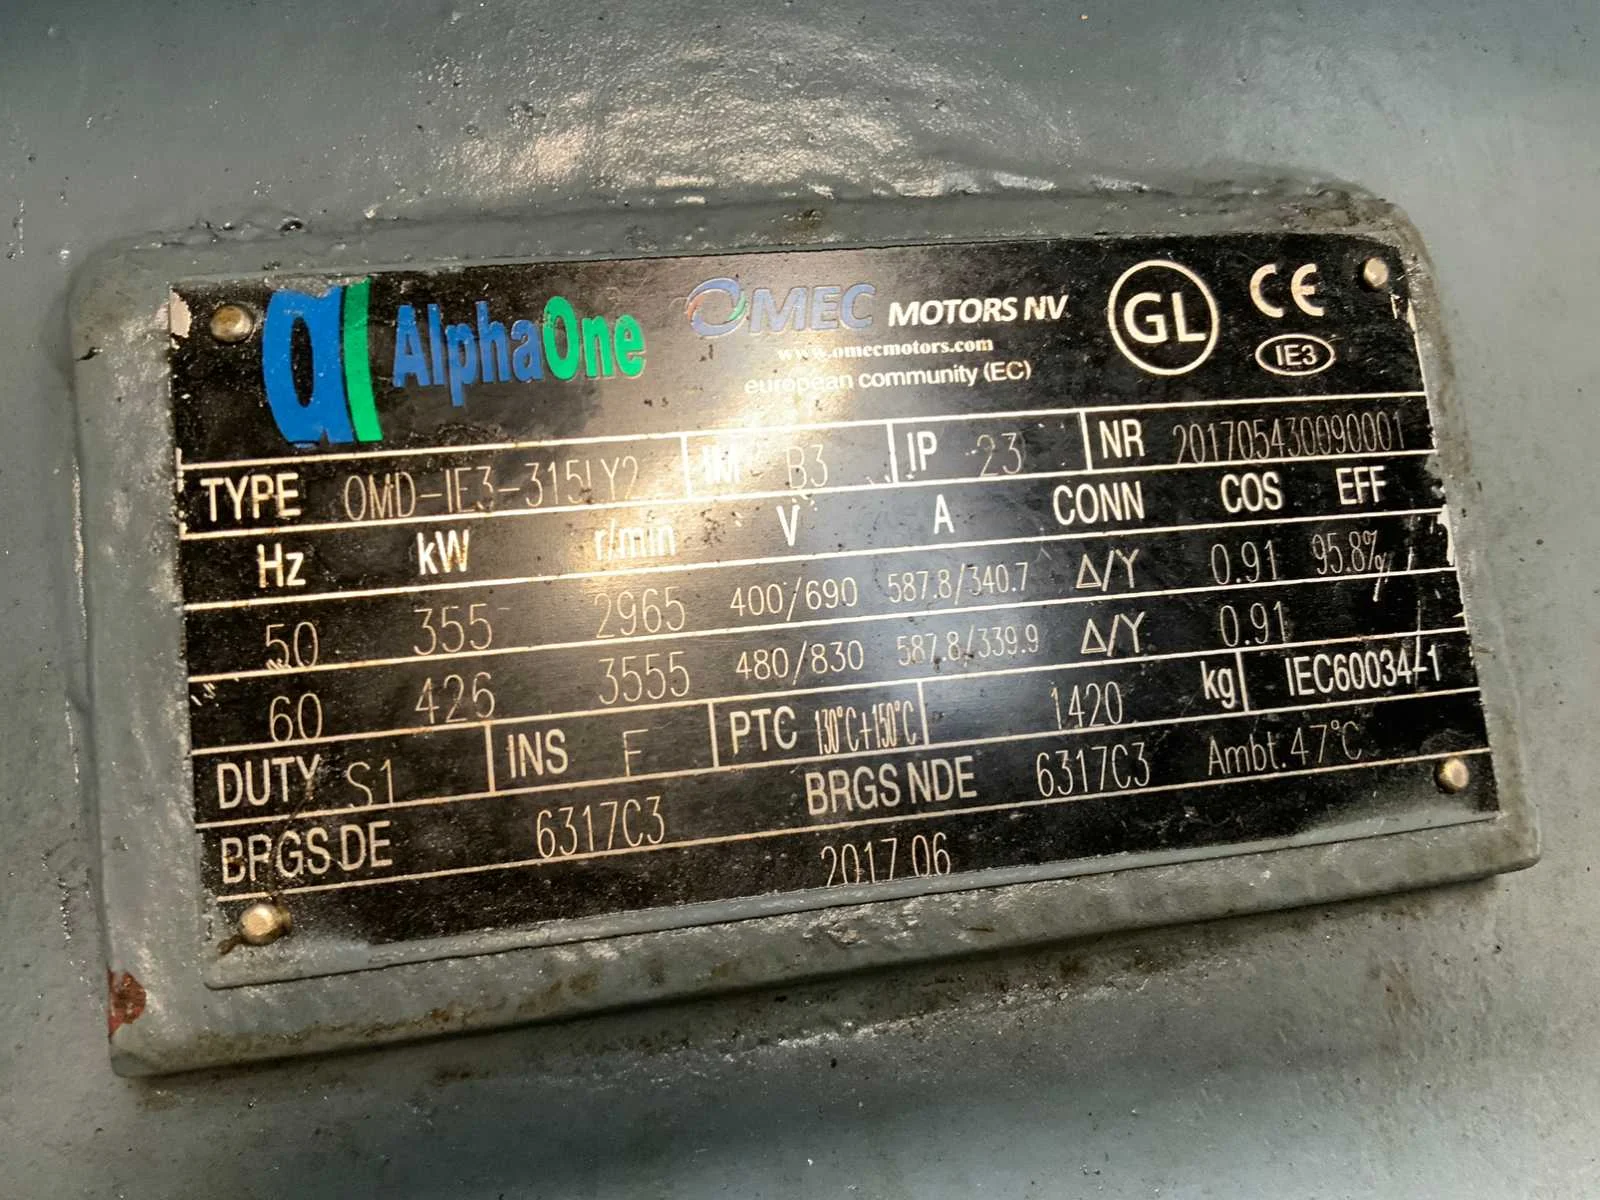 AlphaOne OMEC MOTORS NV GL CE
www.omecmotors.com IE3
european community (EC)
TYPE OMD-IE3-315LY2 IM B3 IP 23 NR 201705430090001
Hz kW r/min V A CONN COS EFF
50 355 2965 400/690 587.8/340.7 Δ/Y 0.91 95.8%
60 426 3555 480/830 587.8/339.9 Δ/Y 0.91
DUTY S1 INS F PTC 130°C+150°C 1420 kg IEC60034-1
BRGS DE 6317C3 BRGS NDE 6317C3 Ambt. 47°C
2017.06